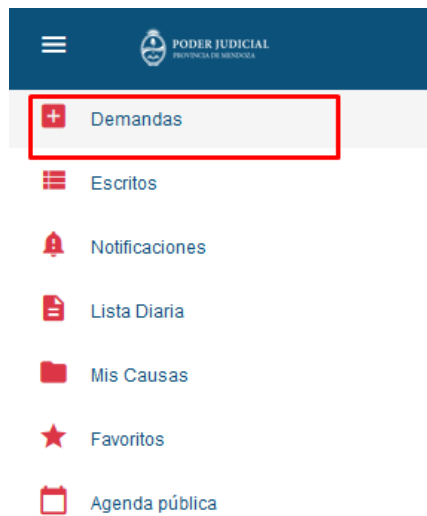 PODER JUDICIAL
PROVINCIA DE MENDOZA
Demandas
Escritos
Notificaciones
Lista Diaria
Mis Causas
Favoritos
Agenda pública